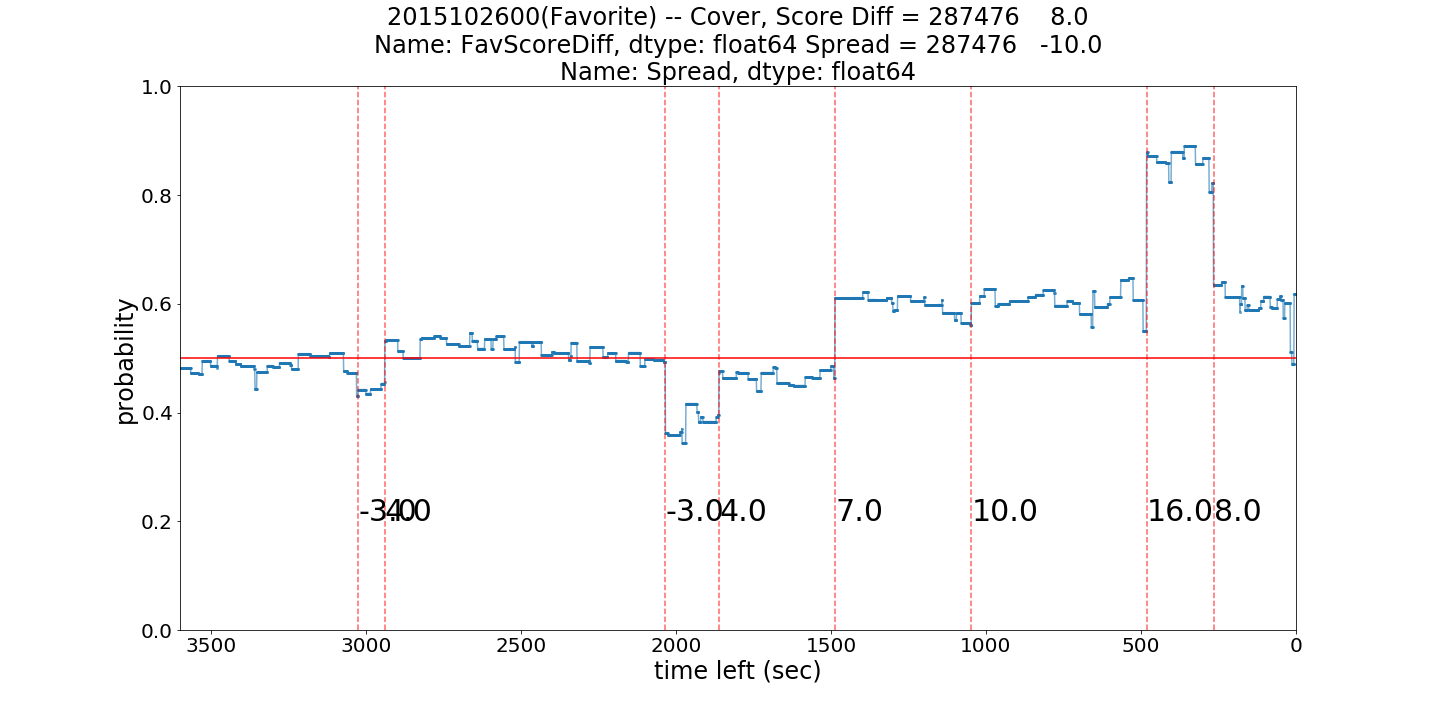 2015102600(Favorite) -- Cover, Score Diff = 287476    8.0
Name: FavScoreDiff, dtype: float64 Spread = 287476   -10.0
Name: Spread, dtype: float64
1.0
0.8
0.6
0.4
0.2
0.0
probability
-3.0 4.0 -3.0 4.0 7.0 10.0 16.0 8.0
3500 3000 2500 2000 1500 1000 500 0
time left (sec)